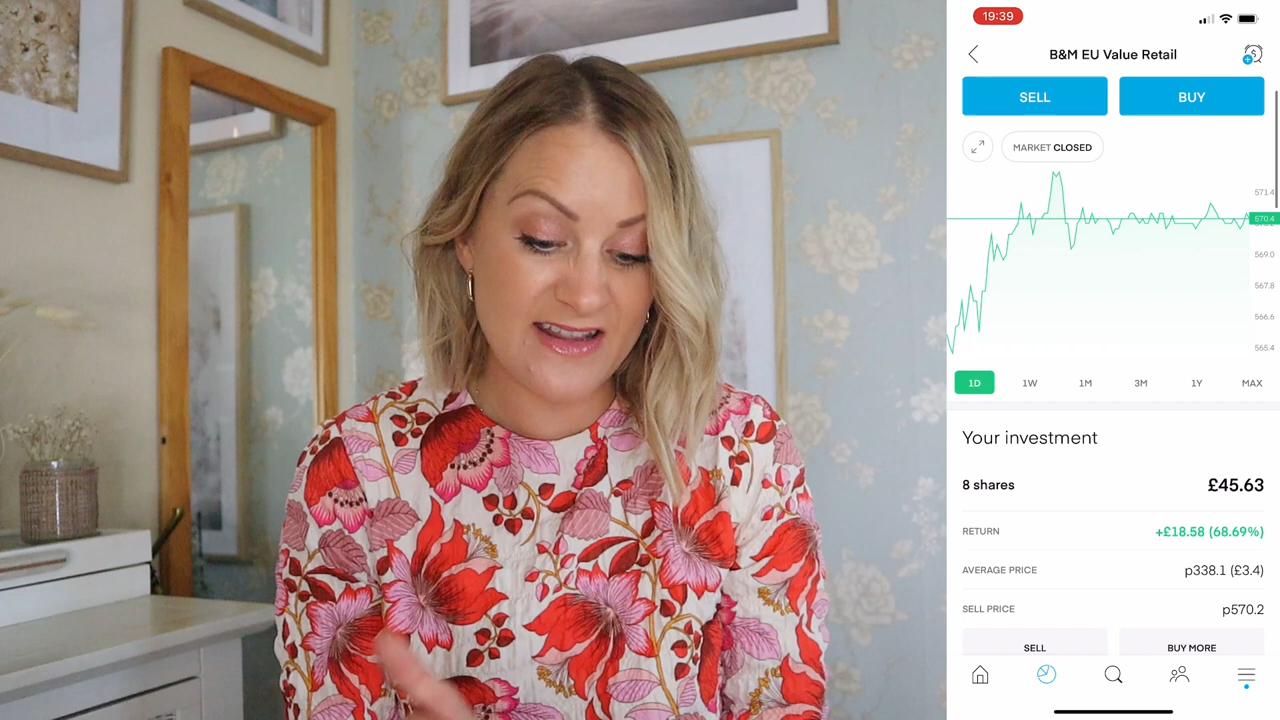 19:39
B&M EU Value Retail
SELL
BUY
MARKET CLOSED
571.4
570.4
569.0
567.8
566.6
565.4
1D
1W
1M
3M
1Y
MAX
Your investment
8 shares
£45.63
RETURN
+£18.58 (68.69%)
AVERAGE PRICE
p338.1 (£3.4)
SELL PRICE
p570.2
SELL
BUY MORE